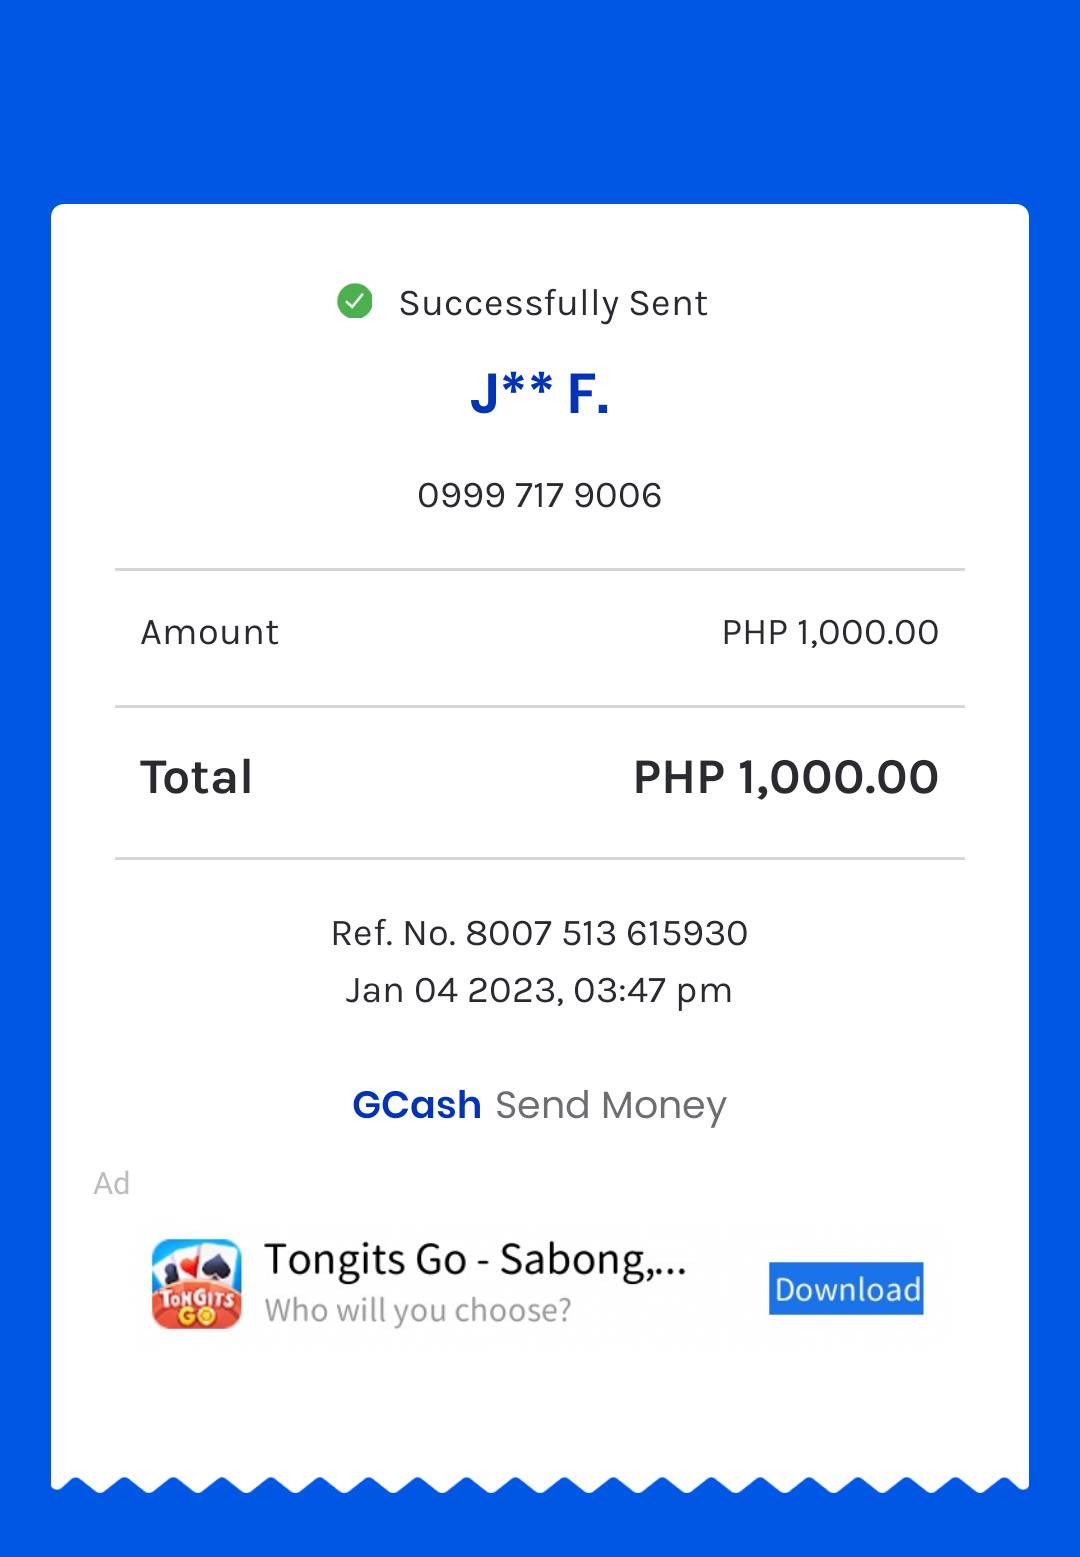 Successfully Sent
J** F.
0999 717 9006
Amount PHP 1,000.00
Total PHP 1,000.00
Ref. No. 8007 513 615930
Jan 04 2023, 03:47 pm
GCash Send Money
Ad
TONGITS
GO
Tongits Go - Sabong,...
Who will you choose?
Download